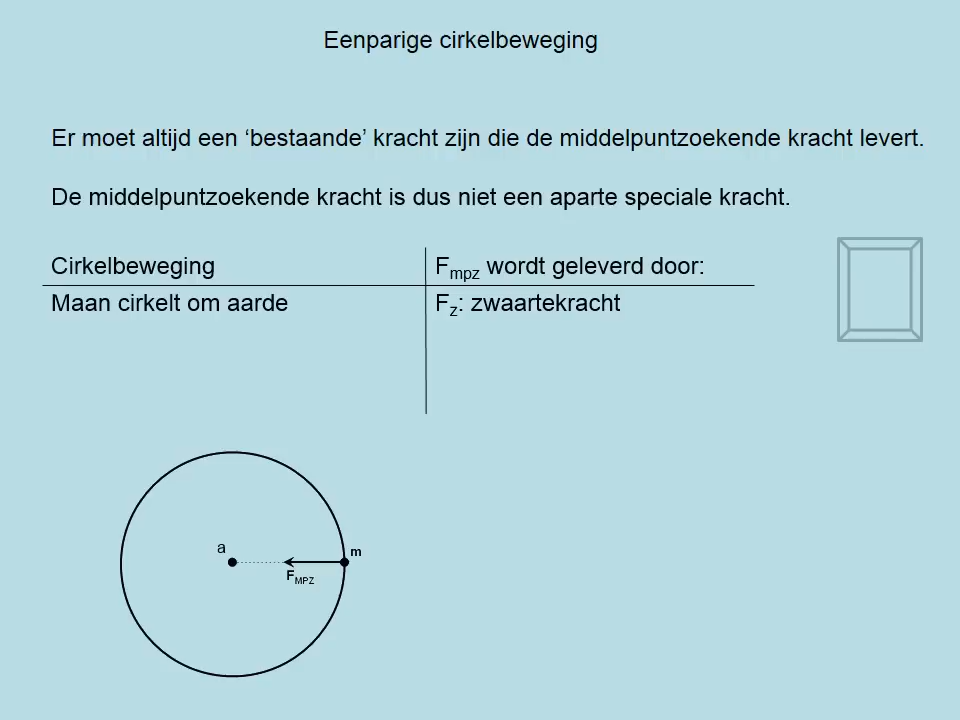 Eenparige cirkelbeweging
Er moet altijd een ‘bestaande’ kracht zijn die de middelpuntzoekende kracht levert.
De middelpuntzoekende kracht is dus niet een aparte speciale kracht.
Cirkelbeweging Fmpz wordt geleverd door:
Maan cirkelt om aarde Fz: zwaartekracht
a
m
FMPZ